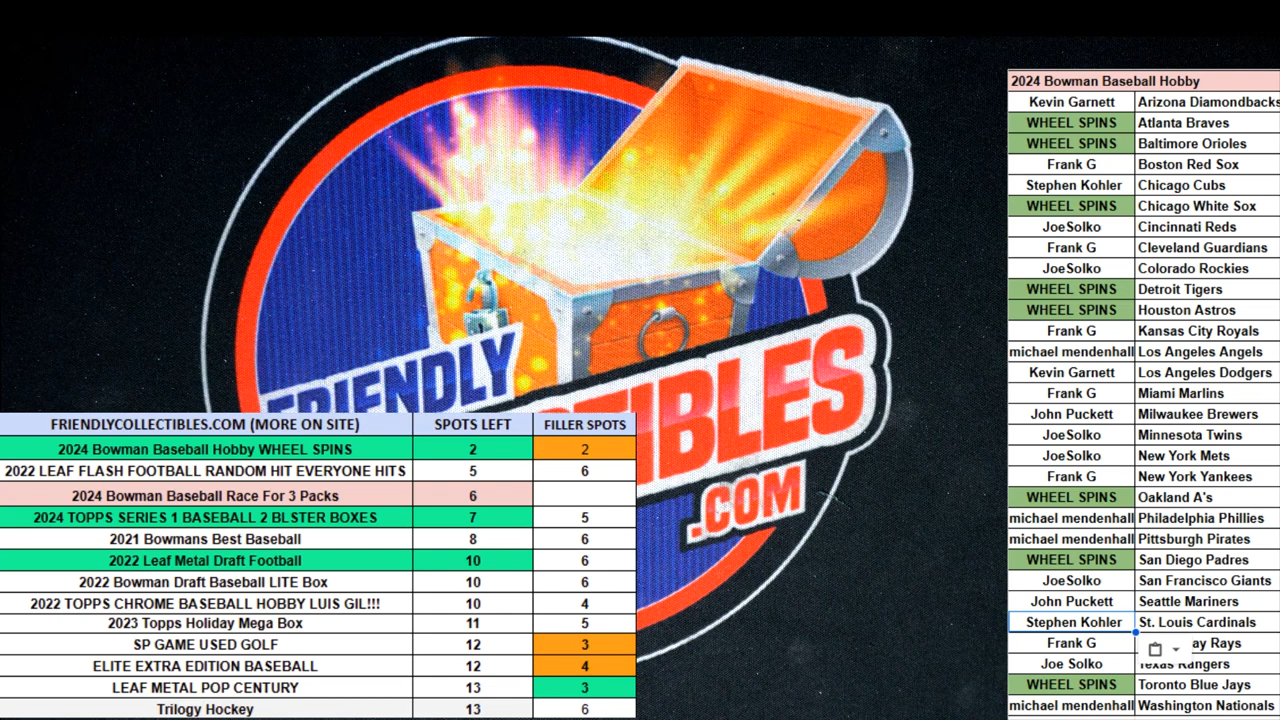 FRIENDLY
TIBLES
.COM
FRIENDLYCOLLECTIBLES.COM (MORE ON SITE) SPOTS LEFT FILLER SPOTS
2024 Bowman Baseball Hobby WHEEL SPINS 2 2
2022 LEAF FLASH FOOTBALL RANDOM HIT EVERYONE HITS 5 6
2024 Bowman Baseball Race For 3 Packs 6
2024 TOPPS SERIES 1 BASEBALL 2 BLSTER BOXES 7 5
2021 Bowmans Best Baseball 8 6
2022 Leaf Metal Draft Football 10 6
2022 Bowman Draft Baseball LITE Box 10 6
2022 TOPPS CHROME BASEBALL HOBBY LUIS GIL!!! 10 4
2023 Topps Holiday Mega Box 11 5
SP GAME USED GOLF 12 3
ELITE EXTRA EDITION BASEBALL 12 4
LEAF METAL POP CENTURY 13 3
Trilogy Hockey 13 6
2024 Bowman Baseball Hobby
Kevin Garnett Arizona Diamondbacks
WHEEL SPINS Atlanta Braves
WHEEL SPINS Baltimore Orioles
Frank G Boston Red Sox
Stephen Kohler Chicago Cubs
WHEEL SPINS Chicago White Sox
JoeSolko Cincinnati Reds
Frank G Cleveland Guardians
JoeSolko Colorado Rockies
WHEEL SPINS Detroit Tigers
WHEEL SPINS Houston Astros
Frank G Kansas City Royals
michael mendenhall Los Angeles Angels
Kevin Garnett Los Angeles Dodgers
Frank G Miami Marlins
John Puckett Milwaukee Brewers
JoeSolko Minnesota Twins
JoeSolko New York Mets
Frank G New York Yankees
WHEEL SPINS Oakland A's
michael mendenhall Philadelphia Phillies
michael mendenhall Pittsburgh Pirates
WHEEL SPINS San Diego Padres
JoeSolko San Francisco Giants
John Puckett Seattle Mariners
Stephen Kohler St. Louis Cardinals
Frank G ay Rays
Joe Solko Texas Rangers
WHEEL SPINS Toronto Blue Jays
michael mendenhall Washington Nationals